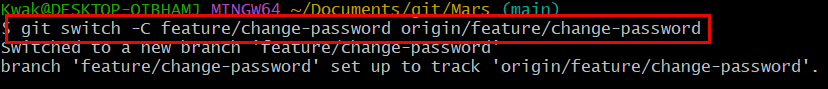 Kwak@DESKTOP-QIBHAMJ MINGW64 ~/Documents/git/Mars (main)
$ git switch -C feature/change-password origin/feature/change-password
Switched to a new branch 'feature/change-password'
branch 'feature/change-password' set up to track 'origin/feature/change-password'.